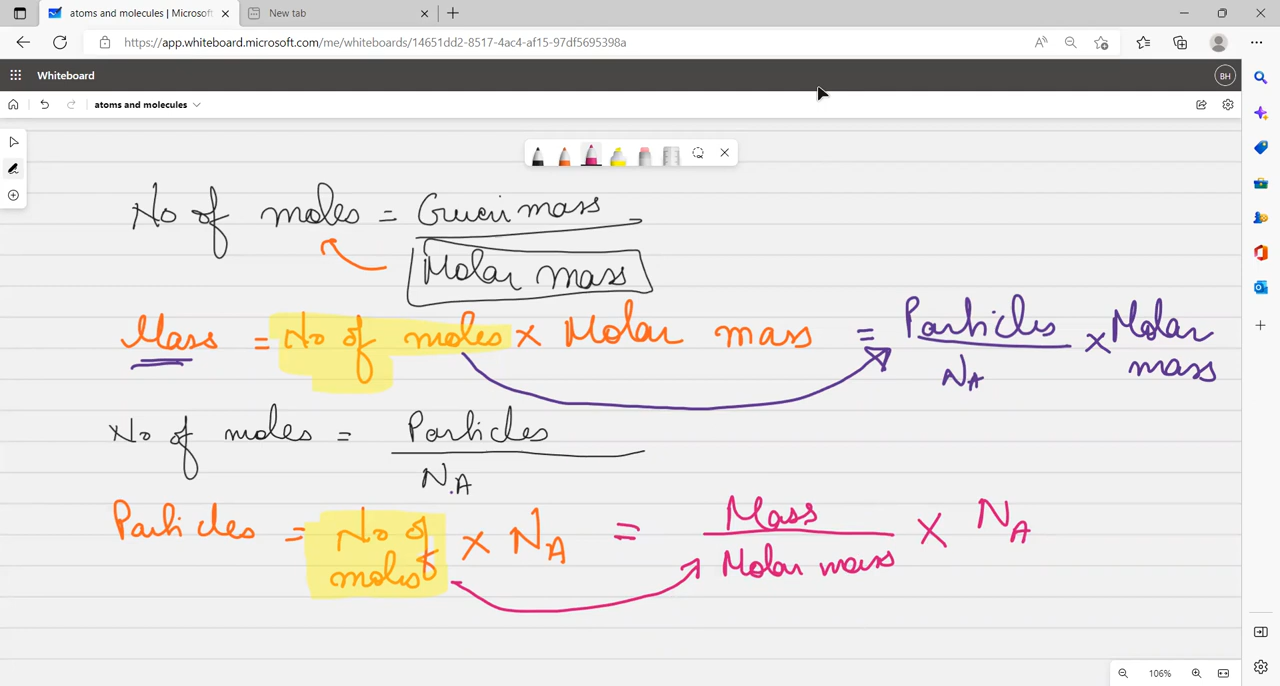 atoms and molecules | Microsof
New tab
https://app.whiteboard.microsoft.com/me/whiteboards/14651dd2-8517-4ac4-af15-97df5695398a
Whiteboard
BH
atoms and molecules
No of moles = Given mass
Molar mass
Mass = No of moles × Molar mass = Particles / NA × Molar mass
No of moles = Particles
N.A
Particles = No of moles × NA = Mass / Molar mass × NA
106%